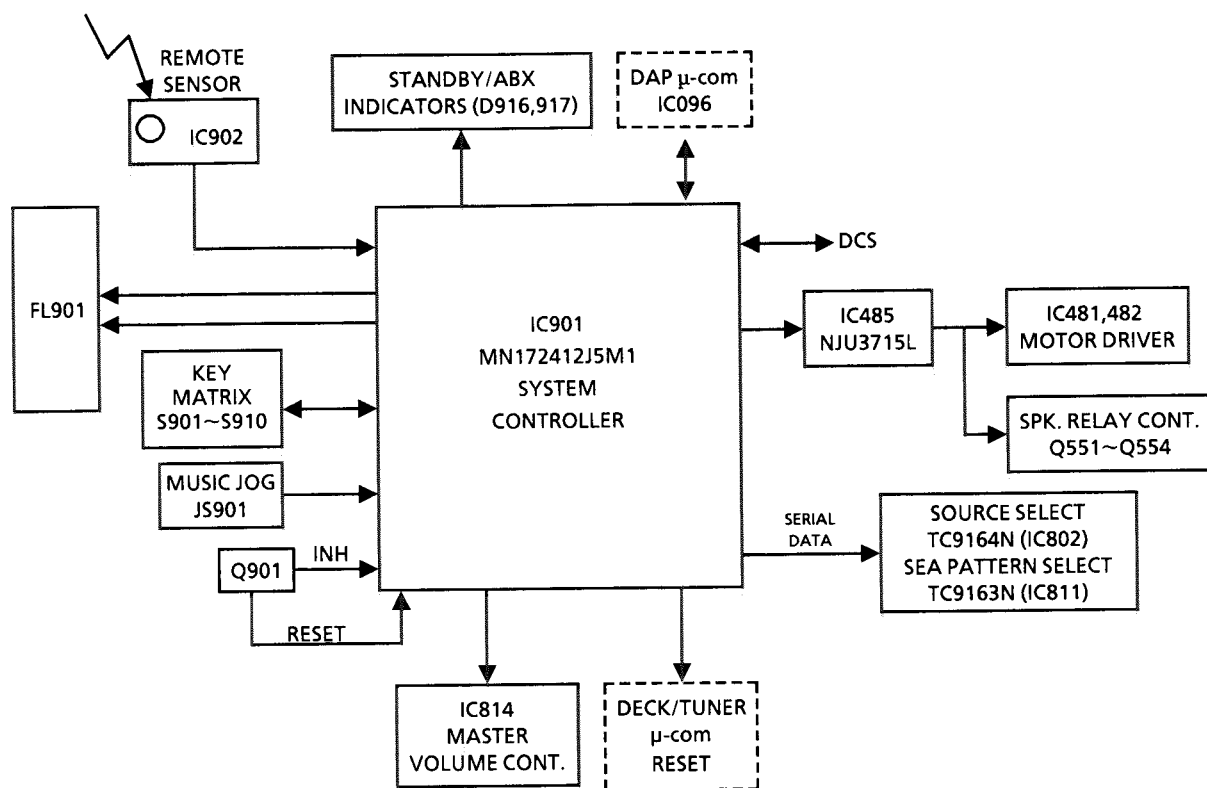 REMOTE
SENSOR
IC902
STANDBY/ABX
INDICATORS (D916,917)
DAP μ-com
IC096
DCS
FL901
IC901
MN172412J5M1
SYSTEM
CONTROLLER
IC485
NJU3715L
IC481,482
MOTOR DRIVER
KEY
MATRIX
S901~S910
SPK. RELAY CONT.
Q551~Q554
MUSIC JOG
JS901
SERIAL
DATA
SOURCE SELECT
TC9164N (IC802)
SEA PATTERN SELECT
TC9163N (IC811)
Q901
INH
RESET
IC814
MASTER
VOLUME CONT.
DECK/TUNER
μ-com
RESET